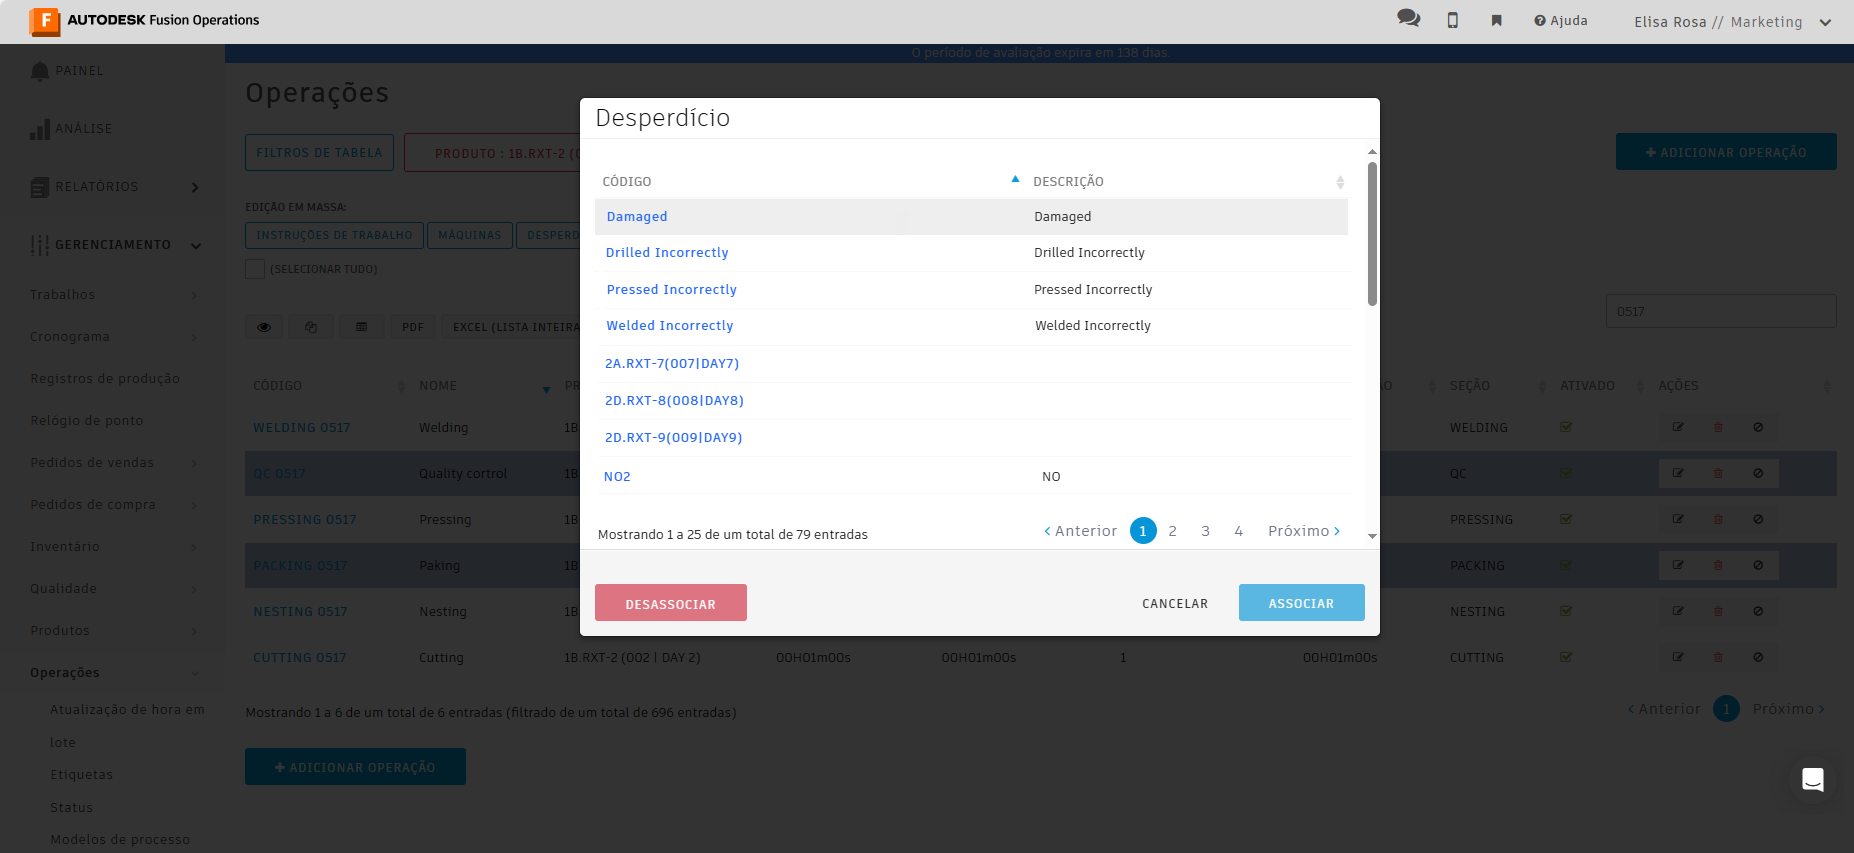 AUTODESK Fusion Operations
Ajuda
Elisa Rosa // Marketing
O período de avaliação expira em 138 dias.
PAINEL
ANÁLISE
RELATÓRIOS
GERENCIAMENTO
Trabalhos
Cronograma
Registros de produção
Relógio de ponto
Pedidos de vendas
Pedidos de compra
Inventário
Qualidade
Produtos
Operações
Atualização de hora em
lote
Etiquetas
Status
Modelos de processo
Operações
FILTROS DE TABELA
PRODUTO : 1B.RXT-2 (0
+ ADICIONAR OPERAÇÃO
EDIÇÃO EM MASSA:
INSTRUÇÕES DE TRABALHO
MÁQUINAS
DESPERD
(SELECIONAR TUDO)
PDF
EXCEL (LISTA INTEIRA
0517
CÓDIGO NOME PR ÃO SEÇÃO ATIVADO AÇÕES
WELDING 0517 Welding 1B WELDING
QC 0517 Quality cortrol 1B QC
PRESSING 0517 Pressing 1B PRESSING
PACKING 0517 Paking 1B PACKING
NESTING 0517 Nesting 1B NESTING
CUTTING 0517 Cutting 1B.RXT-2 (002 | DAY 2) 00H01m00s 00H01m00s 1 00H01m00s CUTTING
Mostrando 1 a 6 de um total de 6 entradas (filtrado de um total de 696 entradas)
‹ Anterior 1 Próximo ›
+ ADICIONAR OPERAÇÃO
Desperdício
CÓDIGO DESCRIÇÃO
Damaged Damaged
Drilled Incorrectly Drilled Incorrectly
Pressed Incorrectly Pressed Incorrectly
Welded Incorrectly Welded Incorrectly
2A.RXT-7(007|DAY7)
2D.RXT-8(008|DAY8)
2D.RXT-9(009|DAY9)
NO2 NO
Mostrando 1 a 25 de um total de 79 entradas
‹ Anterior 1 2 3 4 Próximo ›
DESASSOCIAR
CANCELAR
ASSOCIAR